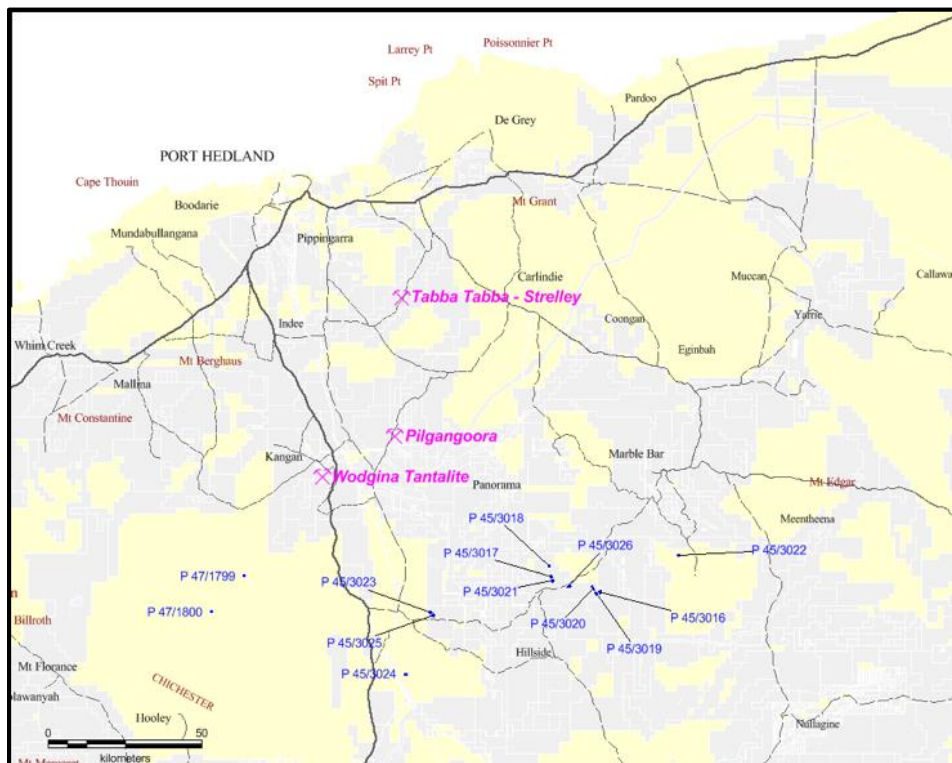 Larrey Pt
Poissonnier Pt
Spit Pt
Pardoo
De Grey
PORT HEDLAND
Cape Thouin
Boodarie
Mt Grant
Mundabullangana
Pippingarra
Carlindie
Muccan
Callawa
Tabba Tabba - Strelley
Indee
Coongan
Yarrie
Whim Creek
Eginbah
Mt Berghaus
Mallina
Mt Constantine
Pilgangoora
Kangan
Marble Bar
Wodgina Tantalite
Panorama
Mt Edgar
P 45/3018
Meentheena
P 45/3017
P 45/3026
P 45/3022
P 47/1799
P 45/3023
P 45/3021
P 47/1800
P 45/3016
Billroth
P 45/3020
P 45/3025
P 45/3019
Hillside
Mt Florance
P 45/3024
CHICHESTER
Hooley
Nullagine
0
50
kilometers